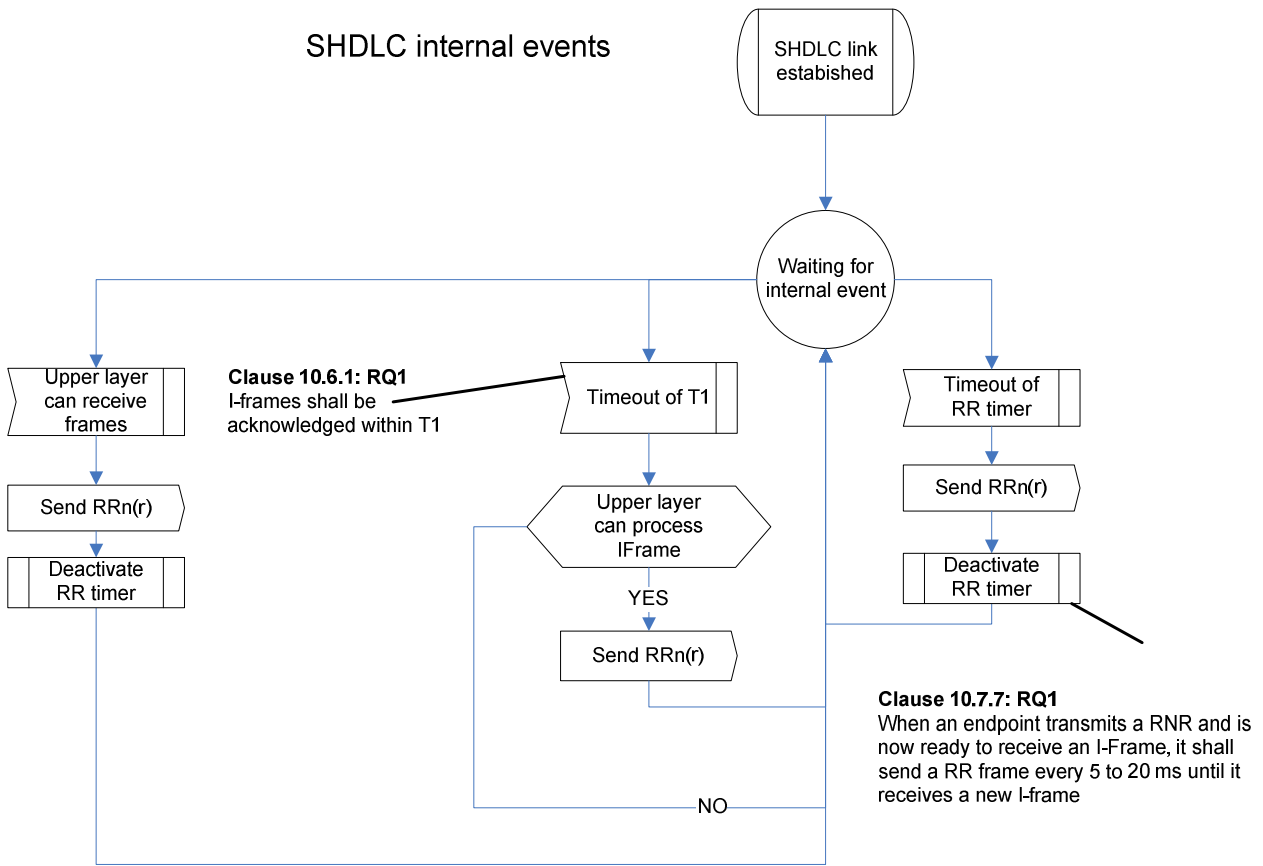 SHDLC internal events
SHDLC link
estabished
Waiting for
internal event
Upper layer
can receive
frames
Clause 10.6.1: RQ1
I-frames shall be
acknowledged within T1
Timeout of T1
Timeout of
RR timer
Send RRn(r)
Upper layer
can process
IFrame
Send RRn(r)
Deactivate
RR timer
YES
Deactivate
RR timer
Send RRn(r)
Clause 10.7.7: RQ1
When an endpoint transmits a RNR and is
now ready to receive an I-Frame, it shall
send a RR frame every 5 to 20 ms until it
receives a new I-frame
NO